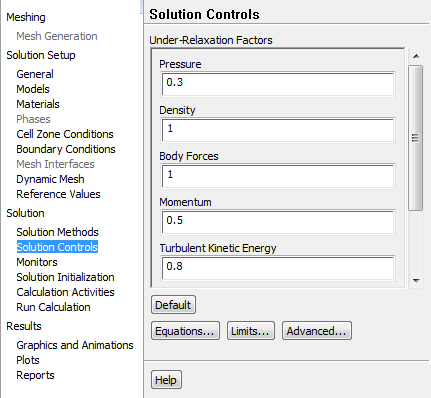 Meshing
Mesh Generation
Solution Setup
General
Models
Materials
Phases
Cell Zone Conditions
Boundary Conditions
Mesh Interfaces
Dynamic Mesh
Reference Values
Solution
Solution Methods
Solution Controls
Monitors
Solution Initialization
Calculation Activities
Run Calculation
Results
Graphics and Animations
Plots
Reports
Solution Controls
Under-Relaxation Factors
Pressure
0.3
Density
1
Body Forces
1
Momentum
0.5
Turbulent Kinetic Energy
0.8
Default
Equations... Limits... Advanced...
Help